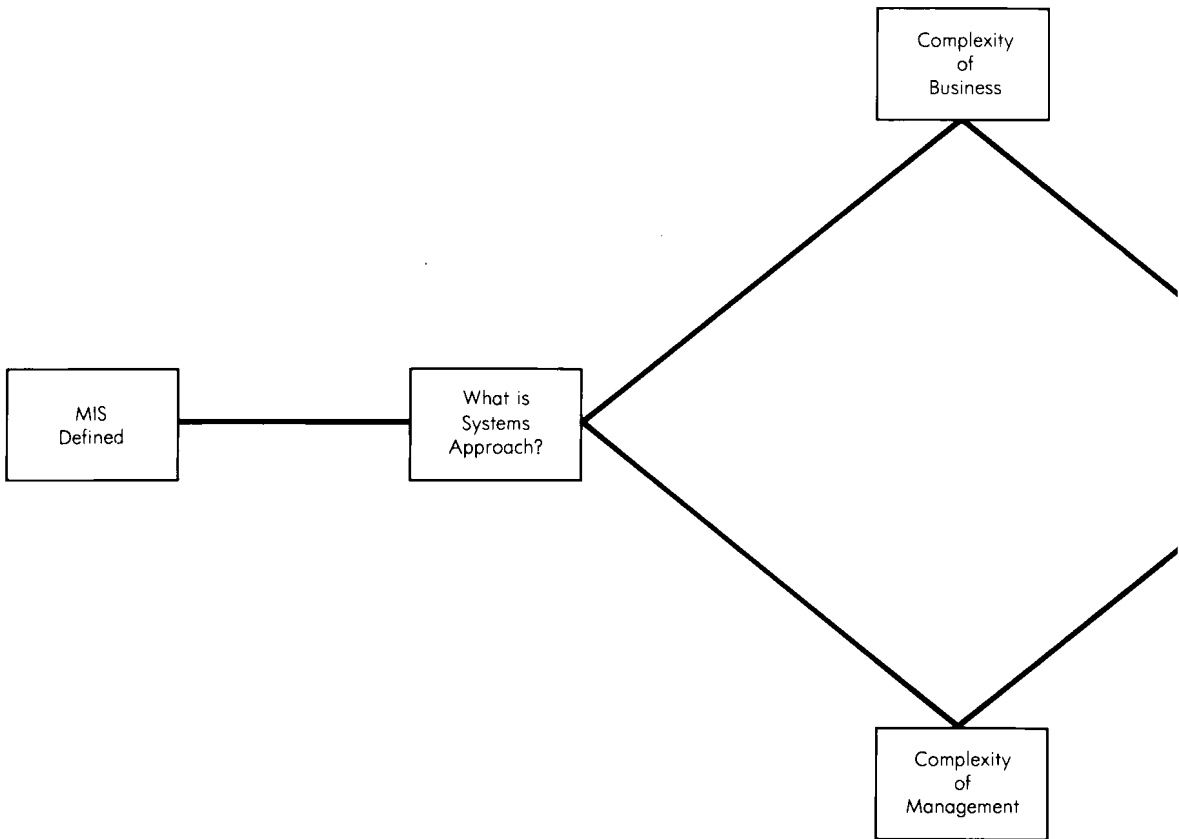 MIS
Defined
What is
Systems
Approach?
Complexity
of
Business
Complexity
of
Management